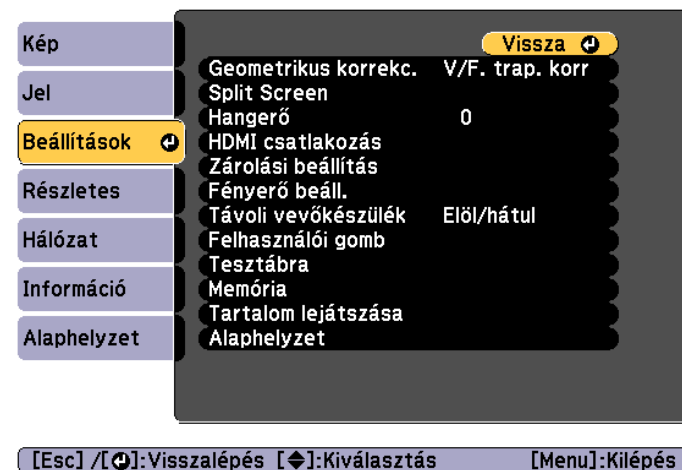 Kép
Jel
Beállítások
Részletes
Hálózat
Információ
Alaphelyzet
Vissza
Geometrikus korrekc. V/F. trap. korr
Split Screen
Hangerő 0
HDMI csatlakozás
Zárolási beállítás
Fényerő beáll.
Távoli vevőkészülék Elöl/hátul
Felhasználói gomb
Tesztábra
Memória
Tartalom lejátszása
Alaphelyzet
[Esc] /[⏎]:Visszalépés [◆]:Kiválasztás [Menu]:Kilépés